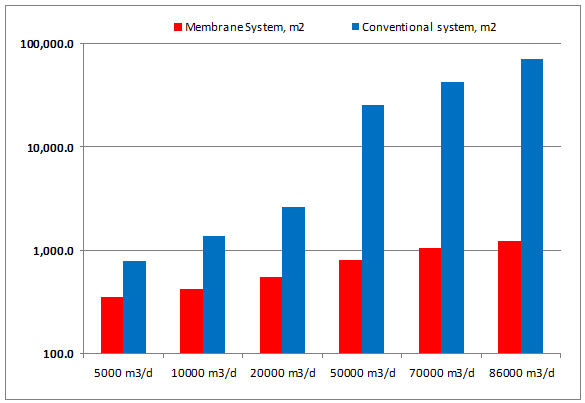 Membrane System, m2 Conventional system, m2
100,000.0
10,000.0
1,000.0
100.0
5000 m3/d 10000 m3/d 20000 m3/d 50000 m3/d 70000 m3/d 86000 m3/d